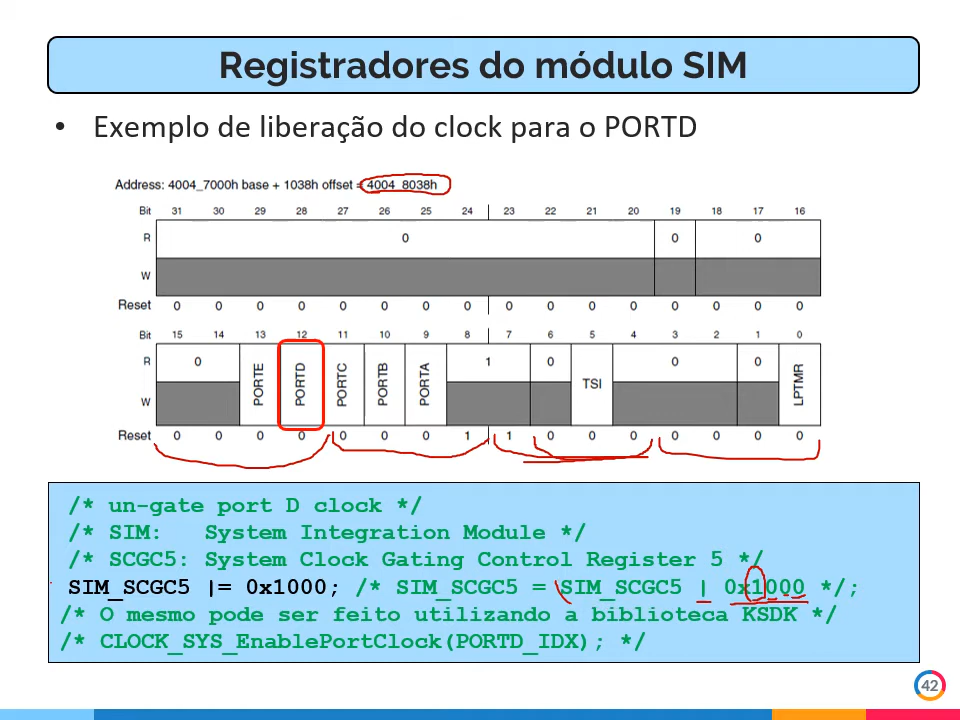 Registradores do módulo SIM
• Exemplo de liberação do clock para o PORTD
Address: 4004_7000h base + 1038h offset = 4004_8038h
Bit 31 30 29 28 27 26 25 24 23 22 21 20 19 18 17 16
R 0 0 0
W
Reset 0 0 0 0 0 0 0 0 0 0 0 0 0 0 0 0
Bit 15 14 13 12 11 10 9 8 7 6 5 4 3 2 1 0
R 0 PORTE PORTD PORTC PORTB PORTA 1 0 TSI 0 0 LPTMR
W
Reset 0 0 0 0 0 0 0 1 1 0 0 0 0 0 0 0
/* un-gate port D clock */
/* SIM: System Integration Module */
/* SCGC5: System Clock Gating Control Register 5 */
SIM_SCGC5 |= 0x1000; /* SIM_SCGC5 = SIM_SCGC5 | 0x1000 */;
/* O mesmo pode ser feito utilizando a biblioteca KSDK */
/* CLOCK_SYS_EnablePortClock(PORTD_IDX); */
42